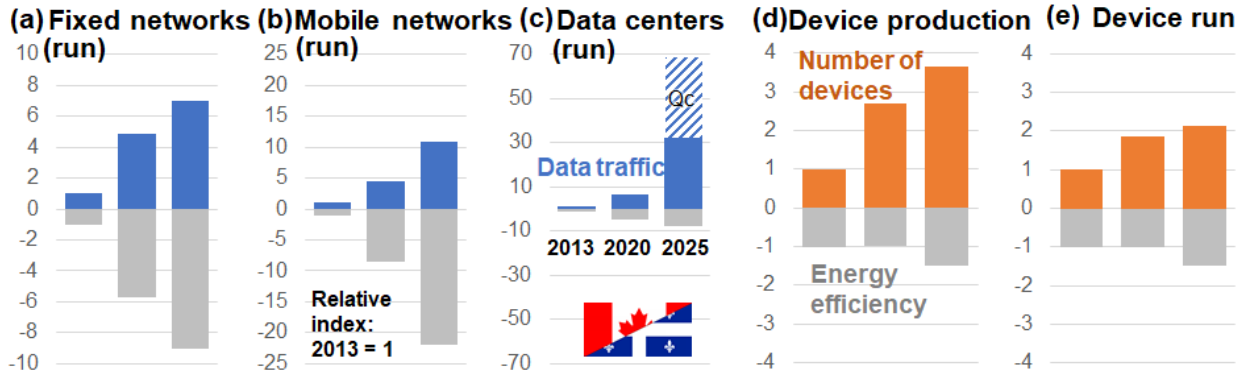 (a) Fixed networks
(run)
10
8
6
4
2
0
-2
-4
-6
-8
-10
(b) Mobile networks
(run)
25
20
15
10
5
0
-5
-10
-15
-20
-25
Relative
index:
2013 = 1
(c) Data centers
(run)
70
50
30
10
-10
-30
-50
-70
Qc
Data traffic
2013 2020 2025
(d) Device production
4
3
2
1
0
-1
-2
-3
-4
Number of
devices
Energy
efficiency
(e) Device run
4
3
2
1
0
-1
-2
-3
-4